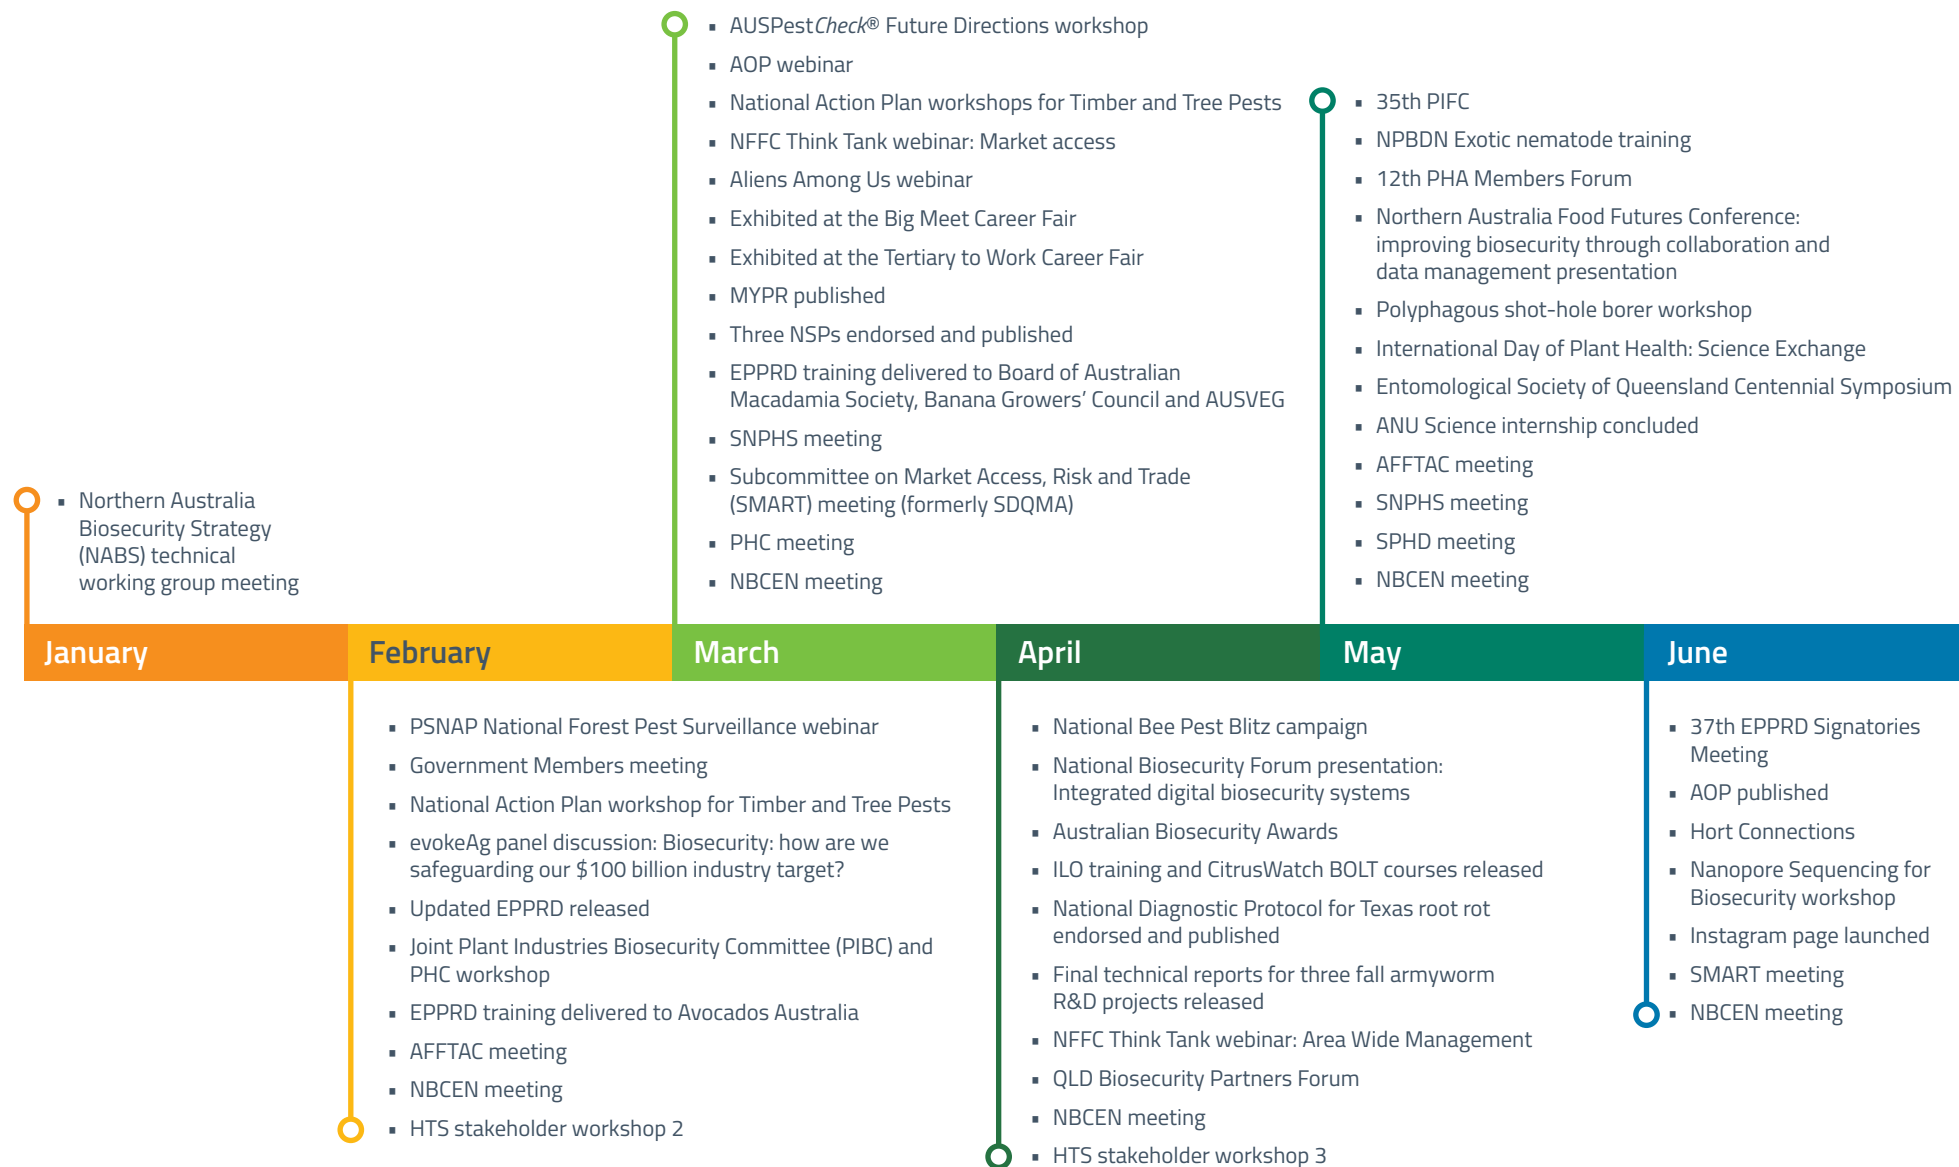 ▪ AUSPestCheck® Future Directions workshop
▪ AOP webinar
▪ National Action Plan workshops for Timber and Tree Pests
▪ NFFC Think Tank webinar: Market access
▪ Aliens Among Us webinar
▪ Exhibited at the Big Meet Career Fair
▪ Exhibited at the Tertiary to Work Career Fair
▪ MYPR published
▪ Three NSPs endorsed and published
▪ EPPRD training delivered to Board of Australian
Macadamia Society, Banana Growers’ Council and AUSVEG
▪ SNPHS meeting
▪ Subcommittee on Market Access, Risk and Trade
(SMART) meeting (formerly SDQMA)
▪ PHC meeting
▪ NBCEN meeting
▪ 35th PIFC
▪ NPBDN Exotic nematode training
▪ 12th PHA Members Forum
▪ Northern Australia Food Futures Conference:
improving biosecurity through collaboration and
data management presentation
▪ Polyphagous shot-hole borer workshop
▪ International Day of Plant Health: Science Exchange
▪ Entomological Society of Queensland Centennial Symposium
▪ ANU Science internship concluded
▪ AFFTAC meeting
▪ SNPHS meeting
▪ SPHD meeting
▪ NBCEN meeting
▪ Northern Australia
Biosecurity Strategy
(NABS) technical
working group meeting
January
February
March
April
May
June
▪ PSNAP National Forest Pest Surveillance webinar
▪ Government Members meeting
▪ National Action Plan workshop for Timber and Tree Pests
▪ evokeAg panel discussion: Biosecurity: how are we
safeguarding our $100 billion industry target?
▪ Updated EPPRD released
▪ Joint Plant Industries Biosecurity Committee (PIBC) and
PHC workshop
▪ EPPRD training delivered to Avocados Australia
▪ AFFTAC meeting
▪ NBCEN meeting
▪ HTS stakeholder workshop 2
▪ National Bee Pest Blitz campaign
▪ National Biosecurity Forum presentation:
Integrated digital biosecurity systems
▪ Australian Biosecurity Awards
▪ ILO training and CitrusWatch BOLT courses released
▪ National Diagnostic Protocol for Texas root rot
endorsed and published
▪ Final technical reports for three fall armyworm
R&D projects released
▪ NFFC Think Tank webinar: Area Wide Management
▪ QLD Biosecurity Partners Forum
▪ NBCEN meeting
▪ HTS stakeholder workshop 3
▪ 37th EPPRD Signatories
Meeting
▪ AOP published
▪ Hort Connections
▪ Nanopore Sequencing for
Biosecurity workshop
▪ Instagram page launched
▪ SMART meeting
▪ NBCEN meeting